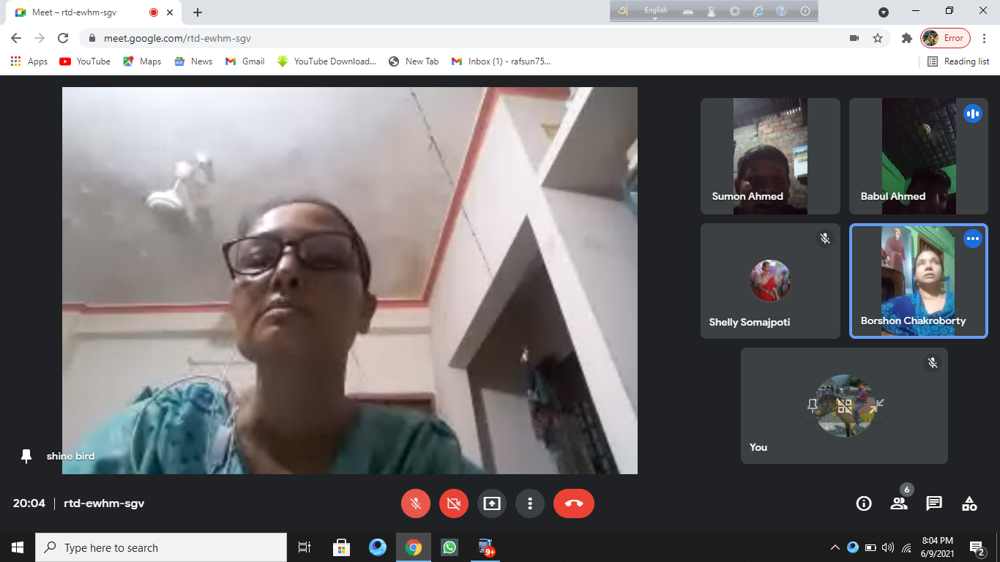 Meet – rtd-ewhm-sgv
English
meet.google.com/rtd-ewhm-sgv
Error
Apps YouTube Maps News Gmail YouTube Download... New Tab Inbox (1) - rafsun75... Reading list
Sumon Ahmed
Babul Ahmed
Shelly Somajpoti
Borshon Chakroborty
You
shine bird
20:04 | rtd-ewhm-sgv
6
Type here to search
9+
8:04 PM
6/9/2021
2